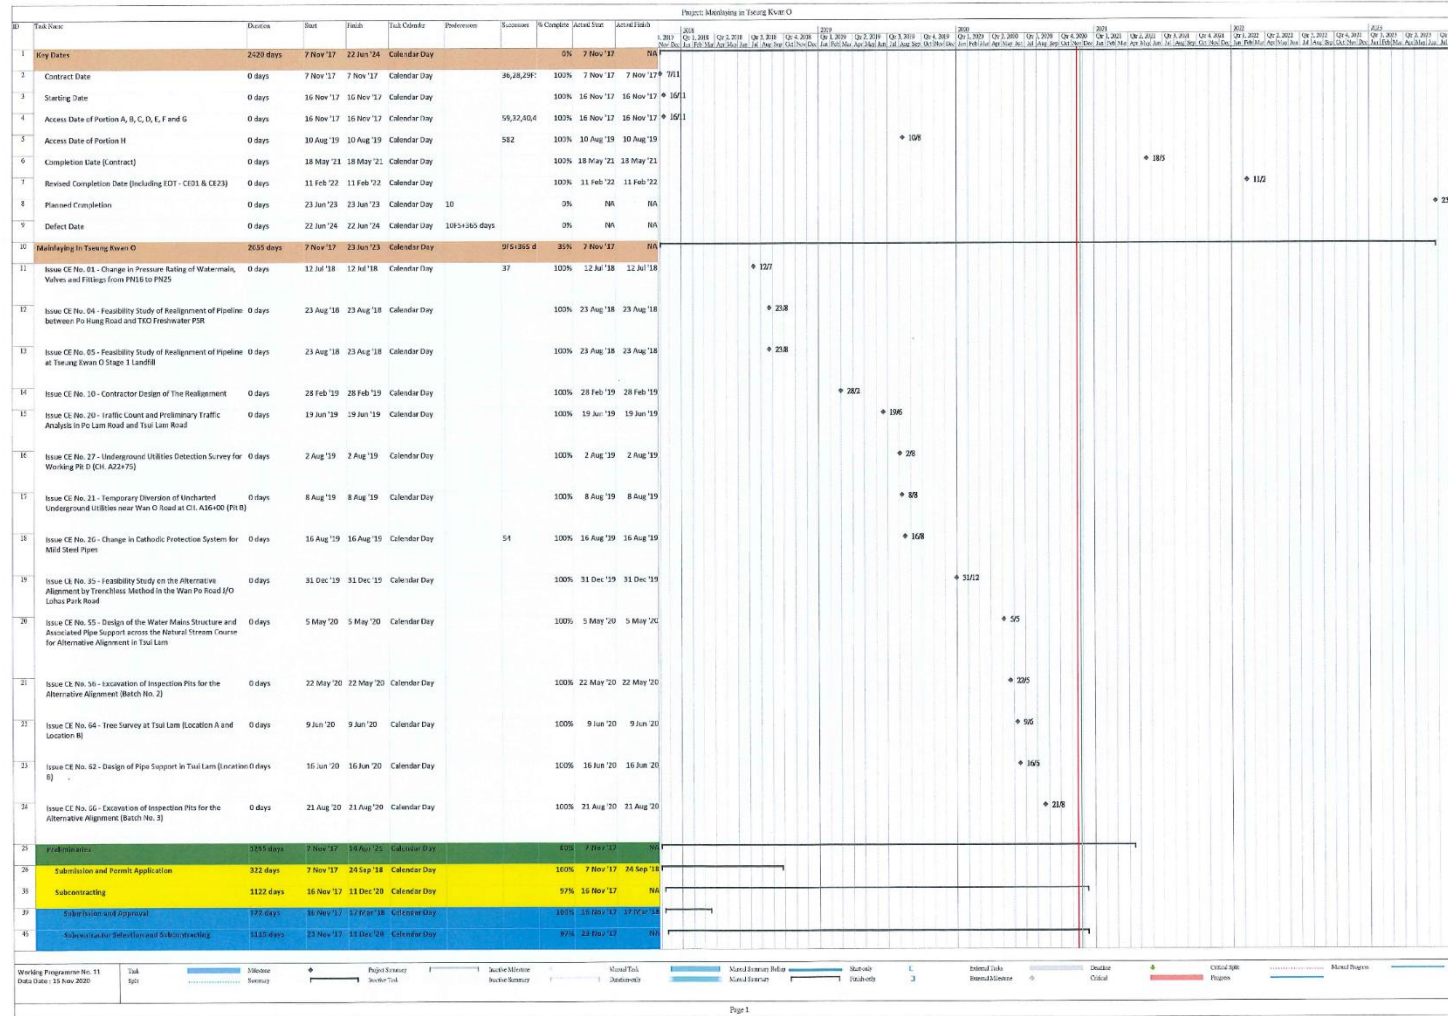 Project: Mainlaying in Tseung Kwan O
ID Task Name Duration Start Finish Task Calendar Predecessors Successors % Complete Actual Start Actual Finish
2018 2019 2020 2021 2022 2023
1 Key Dates 2420 days 7 Nov '17 22 Jun '24 Calendar Day 0% 7 Nov '17 NA
2 Contract Date 0 days 7 Nov '17 7 Nov '17 Calendar Day 36,28,29F 100% 7 Nov '17 7 Nov '17 7/11
3 Starting Date 0 days 16 Nov '17 16 Nov '17 Calendar Day 100% 16 Nov '17 16 Nov '17 16/11
4 Access Date of Portion A, B, C, D, E, F and G 0 days 16 Nov '17 16 Nov '17 Calendar Day 59,32,40,4 100% 16 Nov '17 16 Nov '17 16/11
5 Access Date of Portion H 0 days 10 Aug '19 10 Aug '19 Calendar Day 582 100% 10 Aug '19 10 Aug '19 10/8
6 Completion Date (Contract) 0 days 18 May '21 18 May '21 Calendar Day 100% 18 May '21 18 May '21 18/5
7 Revised Completion Date (Including EOT - CE01 & CE23) 0 days 11 Feb '22 11 Feb '22 Calendar Day 100% 11 Feb '22 11 Feb '22 11/2
8 Planned Completion 0 days 23 Jun '23 23 Jun '23 Calendar Day 10 0% NA NA 23
9 Defect Date 0 days 22 Jun '24 22 Jun '24 Calendar Day 10FS+365 days 0% NA NA
10 Mainlaying in Tseung Kwan O 2055 days 7 Nov '17 23 Jun '23 Calendar Day 9FS+365 d 35% 7 Nov '17 NA
11 Issue CE No. 01 - Change in Pressure Rating of Watermain, 0 days 12 Jul '18 12 Jul '18 Calendar Day 37 100% 12 Jul '18 12 Jul '18 12/7
Valves and Fittings from PN16 to PN25
12 Issue CE No. 04 - Feasibility Study of Realignment of Pipeline 0 days 23 Aug '18 23 Aug '18 Calendar Day 100% 23 Aug '18 23 Aug '18 23/8
between Po Hung Road and TKO Freshwater PSR
13 Issue CE No. 05 - Feasibility Study of Realignment of Pipeline 0 days 23 Aug '18 23 Aug '18 Calendar Day 100% 23 Aug '18 23 Aug '18 23/8
at Tseung Kwan O Stage 1 Landfill
14 Issue CE No. 10 - Contractor Design of The Realignment 0 days 28 Feb '19 28 Feb '19 Calendar Day 100% 28 Feb '19 28 Feb '19 28/2
15 Issue CE No. 20 - Traffic Count and Preliminary Traffic 0 days 19 Jun '19 19 Jun '19 Calendar Day 100% 19 Jun '19 19 Jun '19 19/6
Analysis in Po Lam Road and Tsui Lam Road
16 Issue CE No. 27 - Underground Utilities Detection Survey for 0 days 2 Aug '19 2 Aug '19 Calendar Day 100% 2 Aug '19 2 Aug '19 2/8
Working Pit D (CH. A22+75)
17 Issue CE No. 21 - Temporary Diversion of Uncharted 0 days 8 Aug '19 8 Aug '19 Calendar Day 100% 8 Aug '19 8 Aug '19 8/8
Underground Utilities near Wan O Road at CH. A16+00 (Pit B)
18 Issue CE No. 26 - Change in Cathodic Protection System for 0 days 16 Aug '19 16 Aug '19 Calendar Day 54 100% 16 Aug '19 16 Aug '19 16/8
Mild Steel Pipes
19 Issue CE No. 35 - Feasibility Study on the Alternative 0 days 31 Dec '19 31 Dec '19 Calendar Day 100% 31 Dec '19 31 Dec '19 31/12
Alignment by Trenchless Method in the Wan Po Road J/O
Lohas Park Road
20 Issue CE No. 55 - Design of the Water Mains Structure and 0 days 5 May '20 5 May '20 Calendar Day 100% 5 May '20 5 May '20 5/5
Associated Pipe Support across the Natural Stream Course
for Alternative Alignment in Tsui Lam
21 Issue CE No. 56 - Excavation of Inspection Pits for the 0 days 22 May '20 22 May '20 Calendar Day 100% 22 May '20 22 May '20 22/5
Alternative Alignment (Batch No. 2)
22 Issue CE No. 64 - Tree Survey at Tsui Lam (Location A and 0 days 9 Jun '20 9 Jun '20 Calendar Day 100% 9 Jun '20 9 Jun '20 9/6
Location B)
23 Issue CE No. 62 - Design of Pipe Support in Tsui Lam (Location 0 days 16 Jun '20 16 Jun '20 Calendar Day 100% 16 Jun '20 16 Jun '20 16/6
B)
24 Issue CE No. 66 - Excavation of Inspection Pits for the 0 days 21 Aug '20 21 Aug '20 Calendar Day 100% 21 Aug '20 21 Aug '20 21/8
Alternative Alignment (Batch No. 3)
25 Preliminaries 7 Nov '17 Calendar Day 7 Nov '17 NA
26 Submission and Permit Application 322 days 7 Nov '17 24 Sep '18 Calendar Day 100% 7 Nov '17 24 Sep '18
38 Subcontracting 1122 days 16 Nov '17 11 Dec '20 Calendar Day 97% 16 Nov '17 NA
39 Submission and Approval 16 Nov '17 17 Mar '18 Calendar Day 100% 16 Nov '17 17 Mar '18
45 Subcontractor Selection and Subcontracting 23 Nov '17 Calendar Day 97% 23 Nov '17 NA
Working Programme No. 11
Data Date : 15 Nov 2020
Task Milestone Project Summary Inactive Milestone Manual Task Manual Summary Rollup Start-only External Tasks Deadline Critical Split Manual Progress
Split Summary Inactive Task Inactive Summary Duration-only Manual Summary Finish-only External Milestone Critical Progress
Page 1